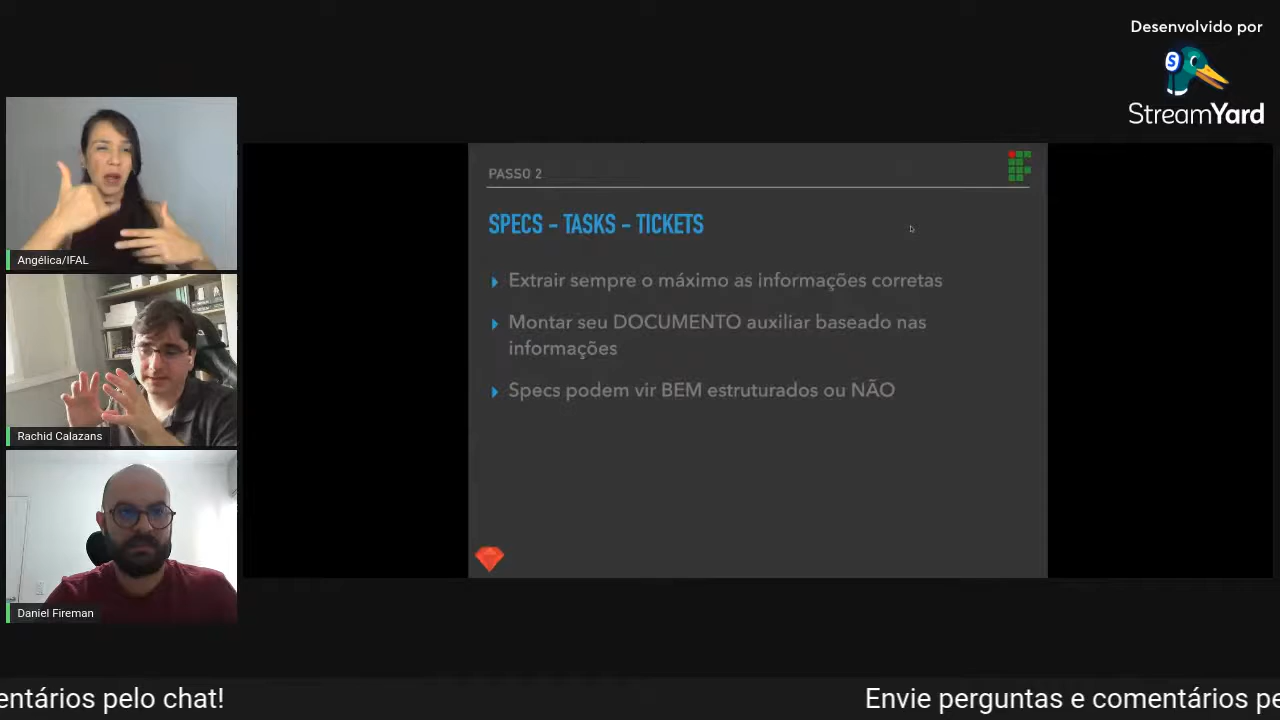 Desenvolvido por
StreamYard
Angélica/IFAL
Rachid Calazans
Daniel Fireman
PASSO 2
SPECS - TASKS - TICKETS
Extrair sempre o máximo as informações corretas
Montar seu DOCUMENTO auxiliar baseado nas
informações
Specs podem vir BEM estruturados ou NÃO
entários pelo chat!
Envie perguntas e comentários pe